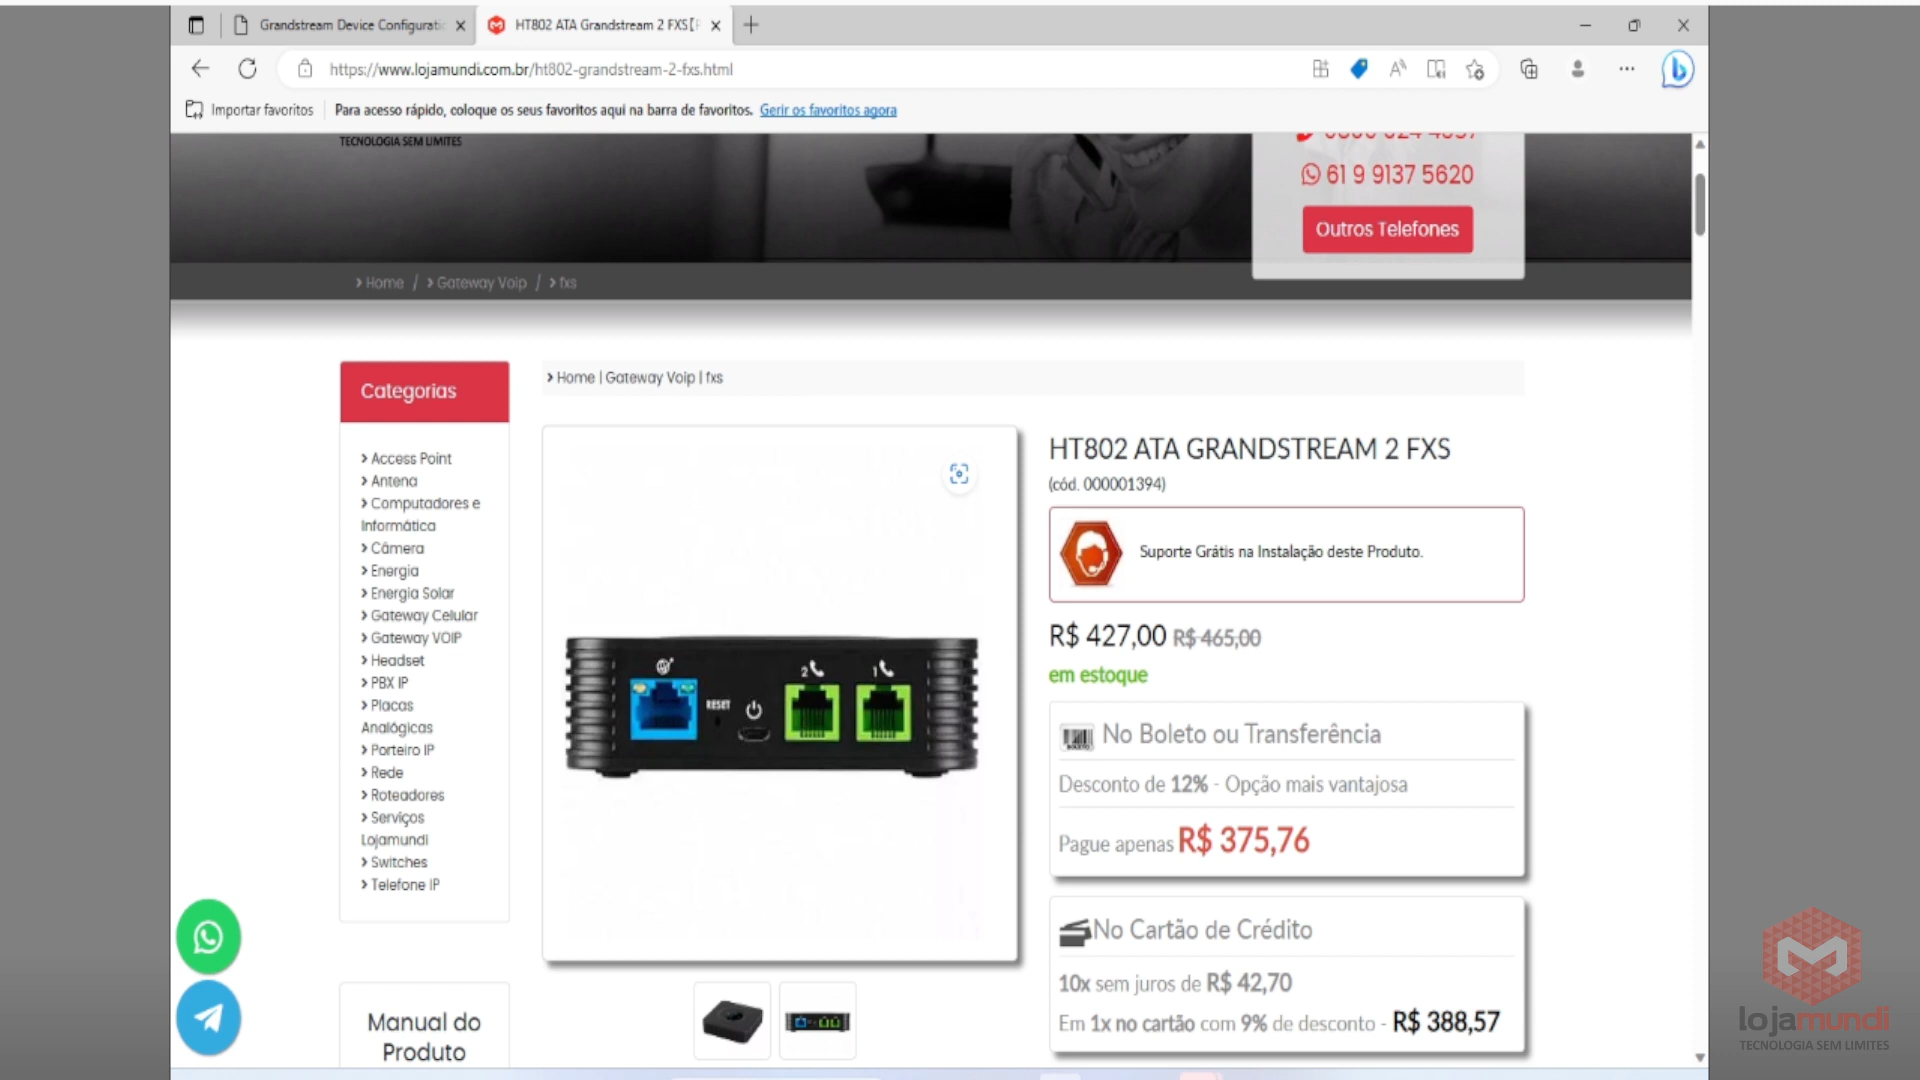 Grandstream Device Configuratic
HT802 ATA Grandstream 2 FXS
https://www.lojamundi.com.br/ht802-grandstream-2-fxs.html
Importar favoritos
Para acesso rápido, coloque os seus favoritos aqui na barra de favoritos. Gerir os favoritos agora
TECNOLOGIA SEM LIMITES
61 9 9137 5620
Outros Telefones
Home / Gateway Voip / fxs
Categorias
Access Point
Antena
Computadores e
Informática
Câmera
Energia
Energia Solar
Gateway Celular
Gateway VOIP
Headset
PBX IP
Placas
Analógicas
Porteiro IP
Rede
Roteadores
Serviços
Lojamundi
Switches
Telefone IP
Manual do
Produto
Home | Gateway Voip | fxs
RESET
2
1
HT802 ATA GRANDSTREAM 2 FXS
(cód. 000001394)
Suporte Grátis na Instalação deste Produto.
R$ 427,00 R$ 465,00
em estoque
BOLETO
No Boleto ou Transferência
Desconto de 12% - Opção mais vantajosa
Pague apenas R$ 375,76
No Cartão de Crédito
10x sem juros de R$ 42,70
Em 1x no cartão com 9% de desconto - R$ 388,57
lojamundi
TECNOLOGIA SEM LIMITES